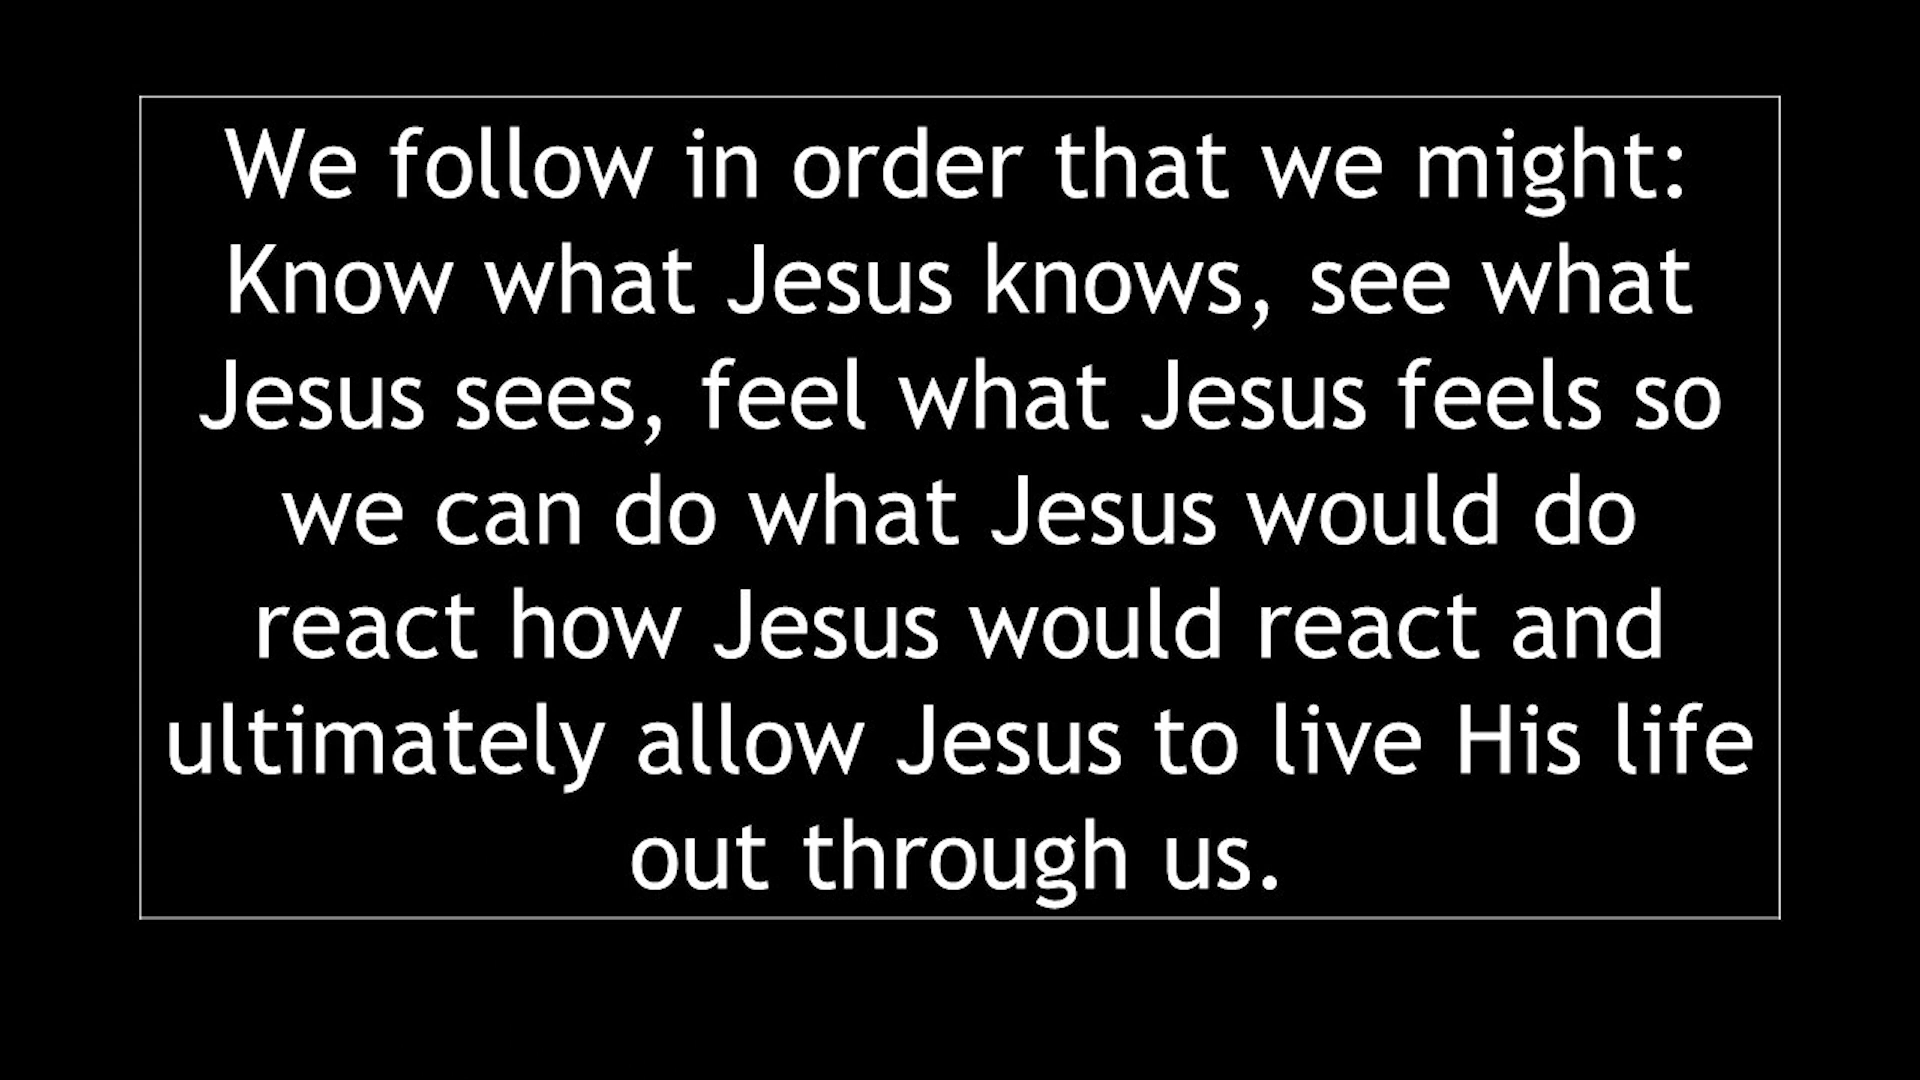 We follow in order that we might:
Know what Jesus knows, see what
Jesus sees, feel what Jesus feels so
we can do what Jesus would do
react how Jesus would react and
ultimately allow Jesus to live His life
out through us.